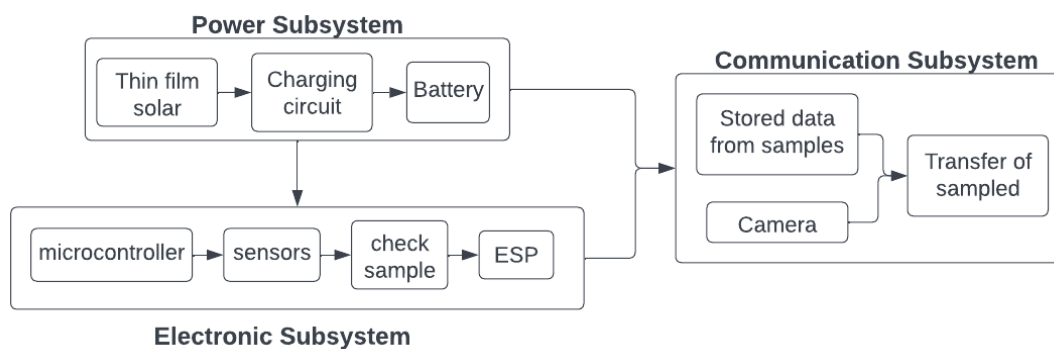 Power Subsystem
Thin film
solar
Charging
circuit
Battery
Communication Subsystem
Stored data
from samples
Camera
Transfer of
sampled
microcontroller
sensors
check
sample
ESP
Electronic Subsystem